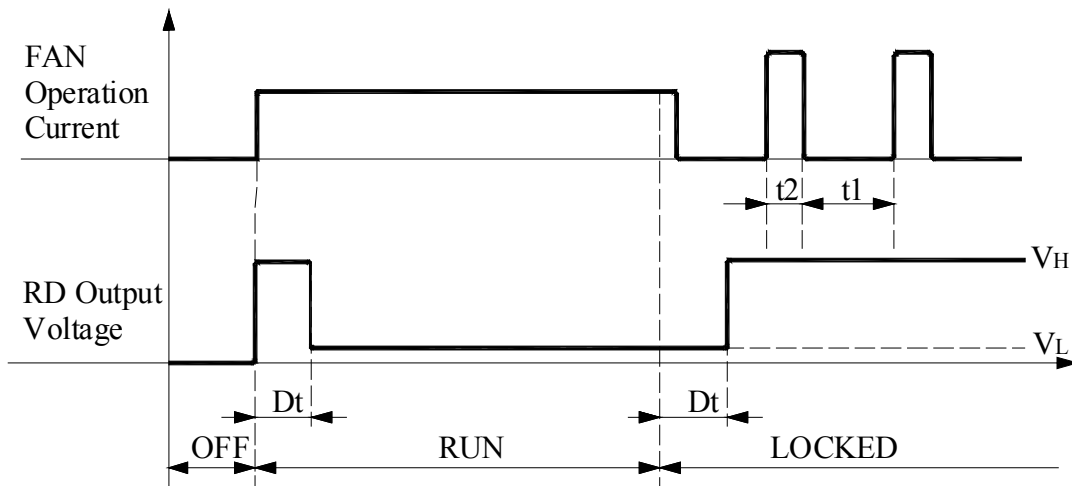 FAN
Operation
Current
t2 t1
VH
RD Output
Voltage
VL
Dt Dt
OFF RUN LOCKED